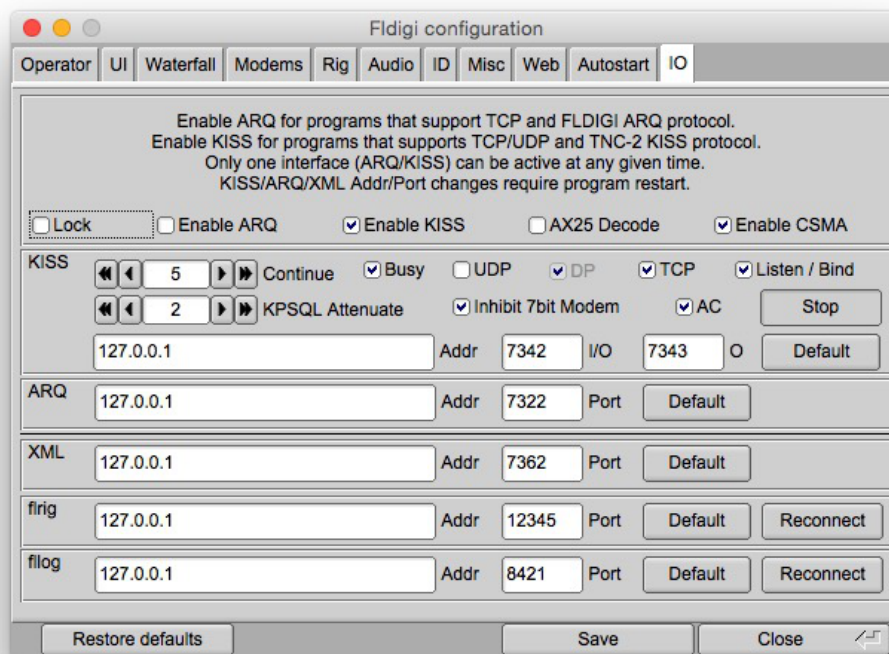 Fldigi configuration
Operator UI Waterfall Modems Rig Audio ID Misc Web Autostart IO
Enable ARQ for programs that support TCP and FLDIGI ARQ protocol.
Enable KISS for programs that supports TCP/UDP and TNC-2 KISS protocol.
Only one interface (ARQ/KISS) can be active at any given time.
KISS/ARQ/XML Addr/Port changes require program restart.
Lock Enable ARQ Enable KISS AX25 Decode Enable CSMA
KISS 5 Continue Busy UDP DP TCP Listen / Bind
2 KPSQL Attenuate Inhibit 7bit Modem AC Stop
127.0.0.1 Addr 7342 I/O 7343 O Default
ARQ 127.0.0.1 Addr 7322 Port Default
XML 127.0.0.1 Addr 7362 Port Default
flrig 127.0.0.1 Addr 12345 Port Default Reconnect
fllog 127.0.0.1 Addr 8421 Port Default Reconnect
Restore defaults Save Close